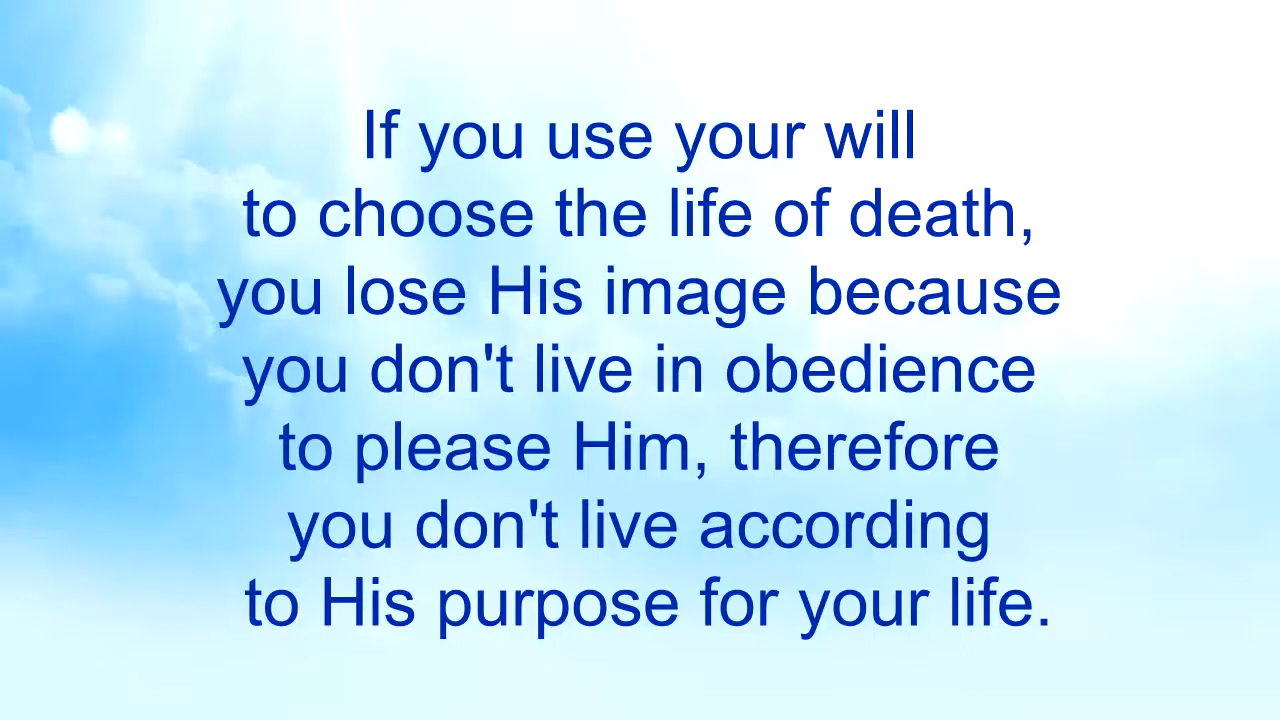 If you use your will
to choose the life of death,
you lose His image because
you don't live in obedience
to please Him, therefore
you don't live according
to His purpose for your life.